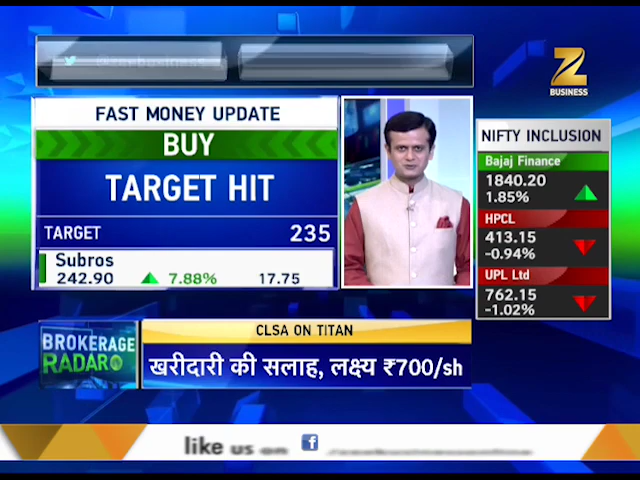 Z
BUSINESS
FAST MONEY UPDATE
BUY
TARGET HIT
TARGET 235
Subros
242.90 7.88% 17.75
NIFTY INCLUSION
Bajaj Finance
1840.20
1.85%
HPCL
413.15
-0.94%
UPL Ltd
762.15
-1.02%
BROKERAGE
RADAR
CLSA ON TITAN
खरीदारी की सलाह, लक्ष्य ₹700/sh
like us on f